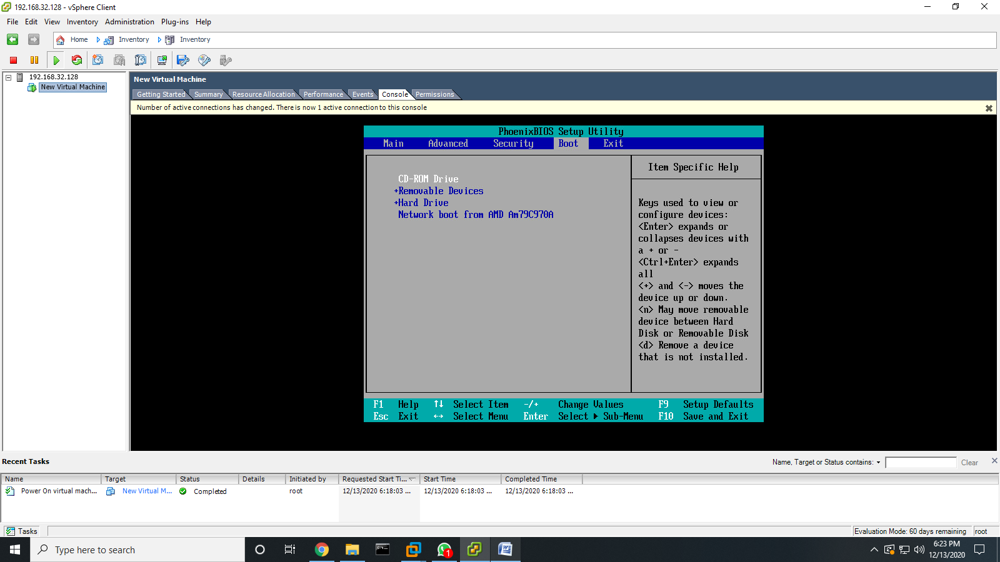 192.168.32.128 - vSphere Client
File Edit View Inventory Administration Plug-ins Help
Home Inventory Inventory
192.168.32.128
New Virtual Machine
New Virtual Machine
Getting Started Summary Resource Allocation Performance Events Console Permissions
Number of active connections has changed. There is now 1 active connection to this console
PhoenixBIOS Setup Utility
Main Advanced Security Boot Exit
CD-ROM Drive
+Removable Devices
+Hard Drive
Network boot from AMD Am79C970A
Item Specific Help
Keys used to view or
configure devices:
<Enter> expands or
collapses devices with
a + or -
<Ctrl+Enter> expands
all
<+> and <-> moves the
device up or down.
<n> May move removable
device between Hard
Disk or Removable Disk
<d> Remove a device
that is not installed.
F1 Help ↑↓ Select Item -/+ Change Values F9 Setup Defaults
Esc Exit ↔ Select Menu Enter Select ▶ Sub-Menu F10 Save and Exit
Recent Tasks
Name, Target or Status contains: Clear
Name Target Status Details Initiated by Requested Start Ti... Start Time Completed Time
Power On virtual mach... New Virtual M... Completed root 12/13/2020 6:18:03 ... 12/13/2020 6:18:03 ... 12/13/2020 6:18:03 ...
Tasks
Evaluation Mode: 60 days remaining root
Type here to search
1
6:23 PM
12/13/2020